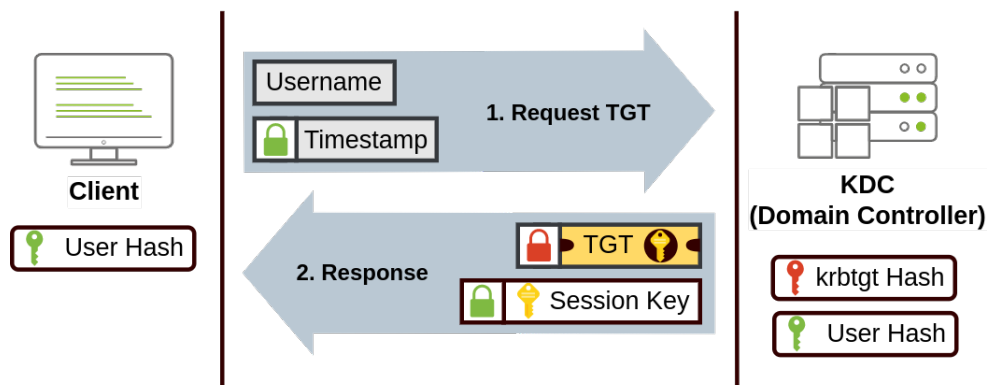 Username
Timestamp
1. Request TGT
Client
User Hash
KDC
(Domain Controller)
2. Response
TGT
Session Key
krbtgt Hash
User Hash